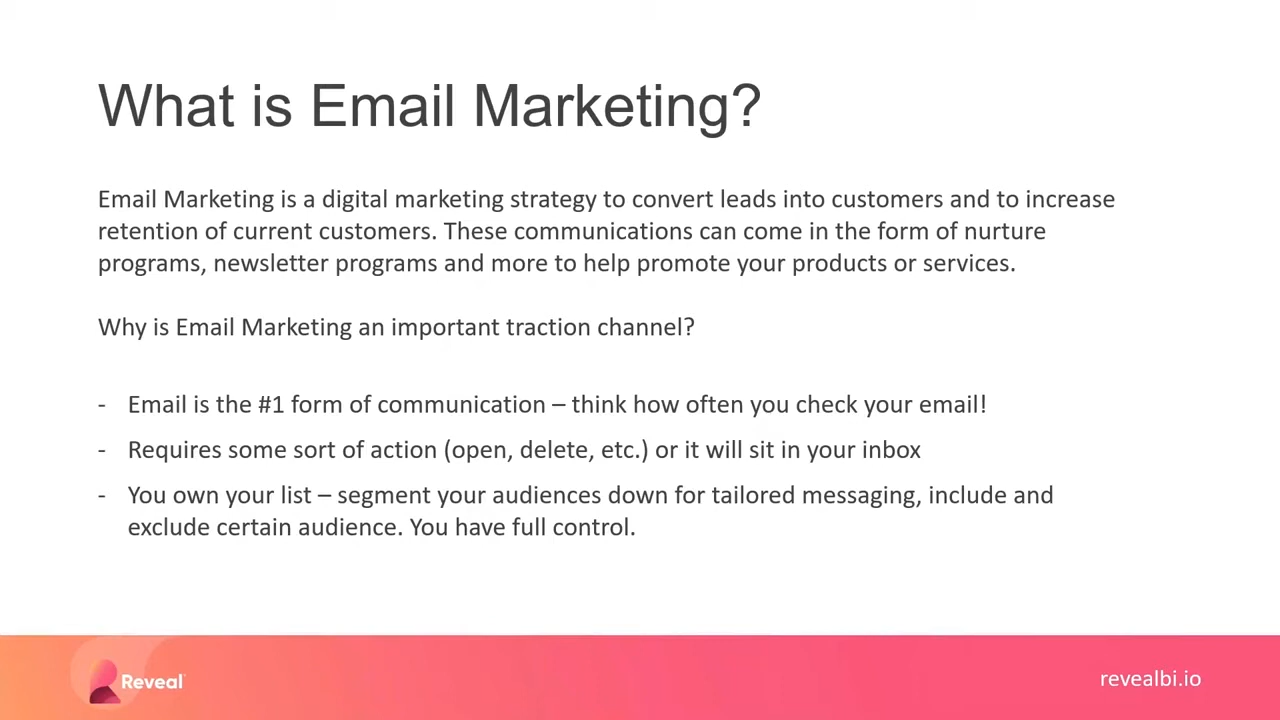 What is Email Marketing?
Email Marketing is a digital marketing strategy to convert leads into customers and to increase
retention of current customers. These communications can come in the form of nurture
programs, newsletter programs and more to help promote your products or services.
Why is Email Marketing an important traction channel?
- Email is the #1 form of communication – think how often you check your email!
- Requires some sort of action (open, delete, etc.) or it will sit in your inbox
- You own your list – segment your audiences down for tailored messaging, include and
exclude certain audience. You have full control.
Reveal
revealbi.io